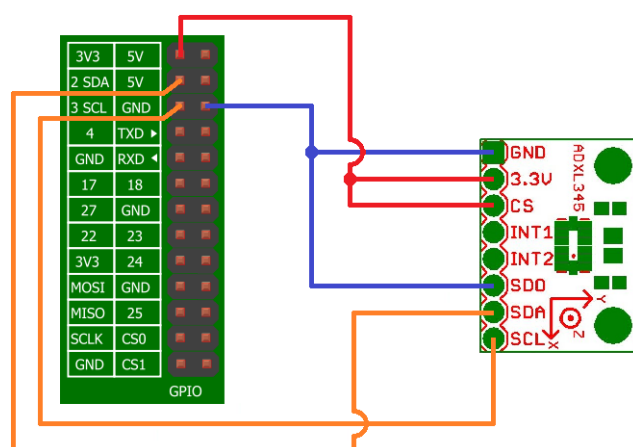 3V3 5V
2 SDA 5V
3 SCL GND
4 TXD ▸
GND RXD ◂
17 18
27 GND
22 23
3V3 24
MOSI GND
MISO 25
SCLK CS0
GND CS1
GPIO
GND
3.3V
CS
INT1
INT2
SDO
SDA
SCL
ADXL345
Y
X
Z